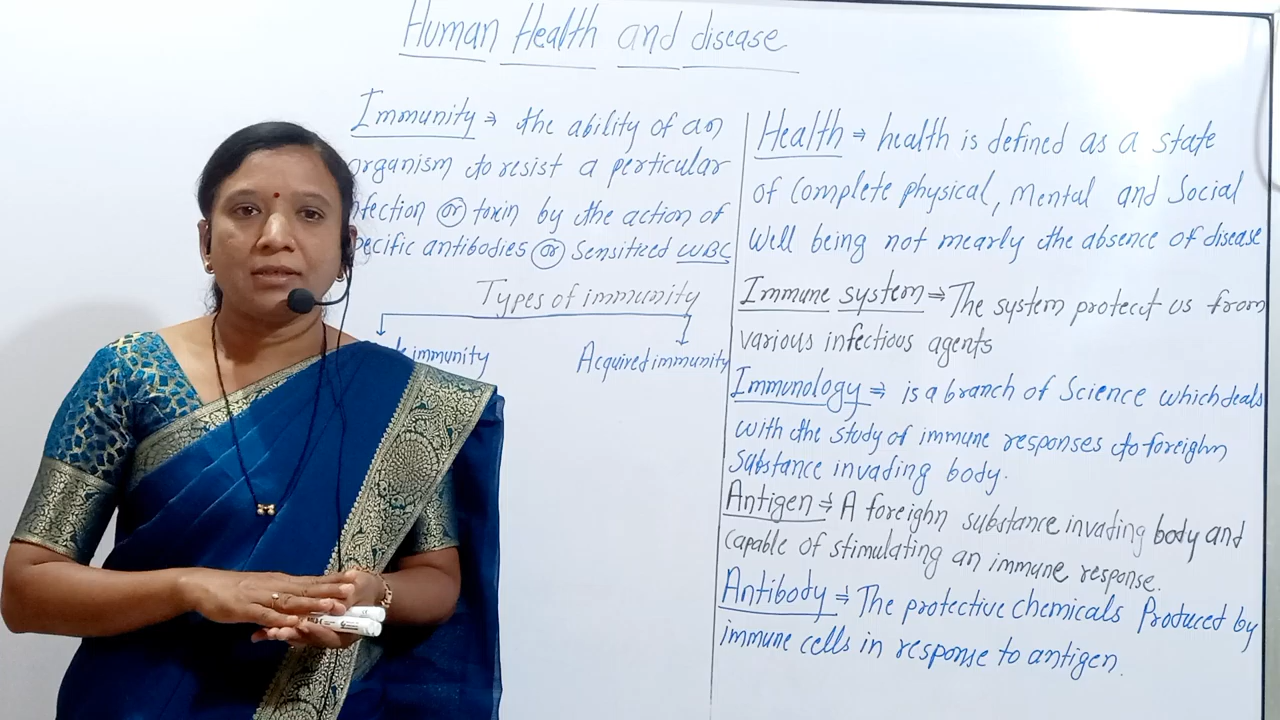 Human Health and disease
Immunity ⇒ the ability of an
organism to resist a perticular
infection or toxin by the action of
specific antibodies or Sensitized WBC
Types of immunity
immunity
Acquired immunity
Health ⇒ health is defined as a state
of Complete physical, Mental and Social
Well being not mearly the absence of disease
Immune system ⇒ The system protect us from
various infectious agents
Immunology ⇒ is a branch of Science which deals
with the study of immune responses to foreighn
Substance invading body.
Antigen ⇒ A foreighn substance invading body and
Capable of stimulating an immune response.
Antibody ⇒ The protective chemicals Produced by
immune cells in response to antigen.